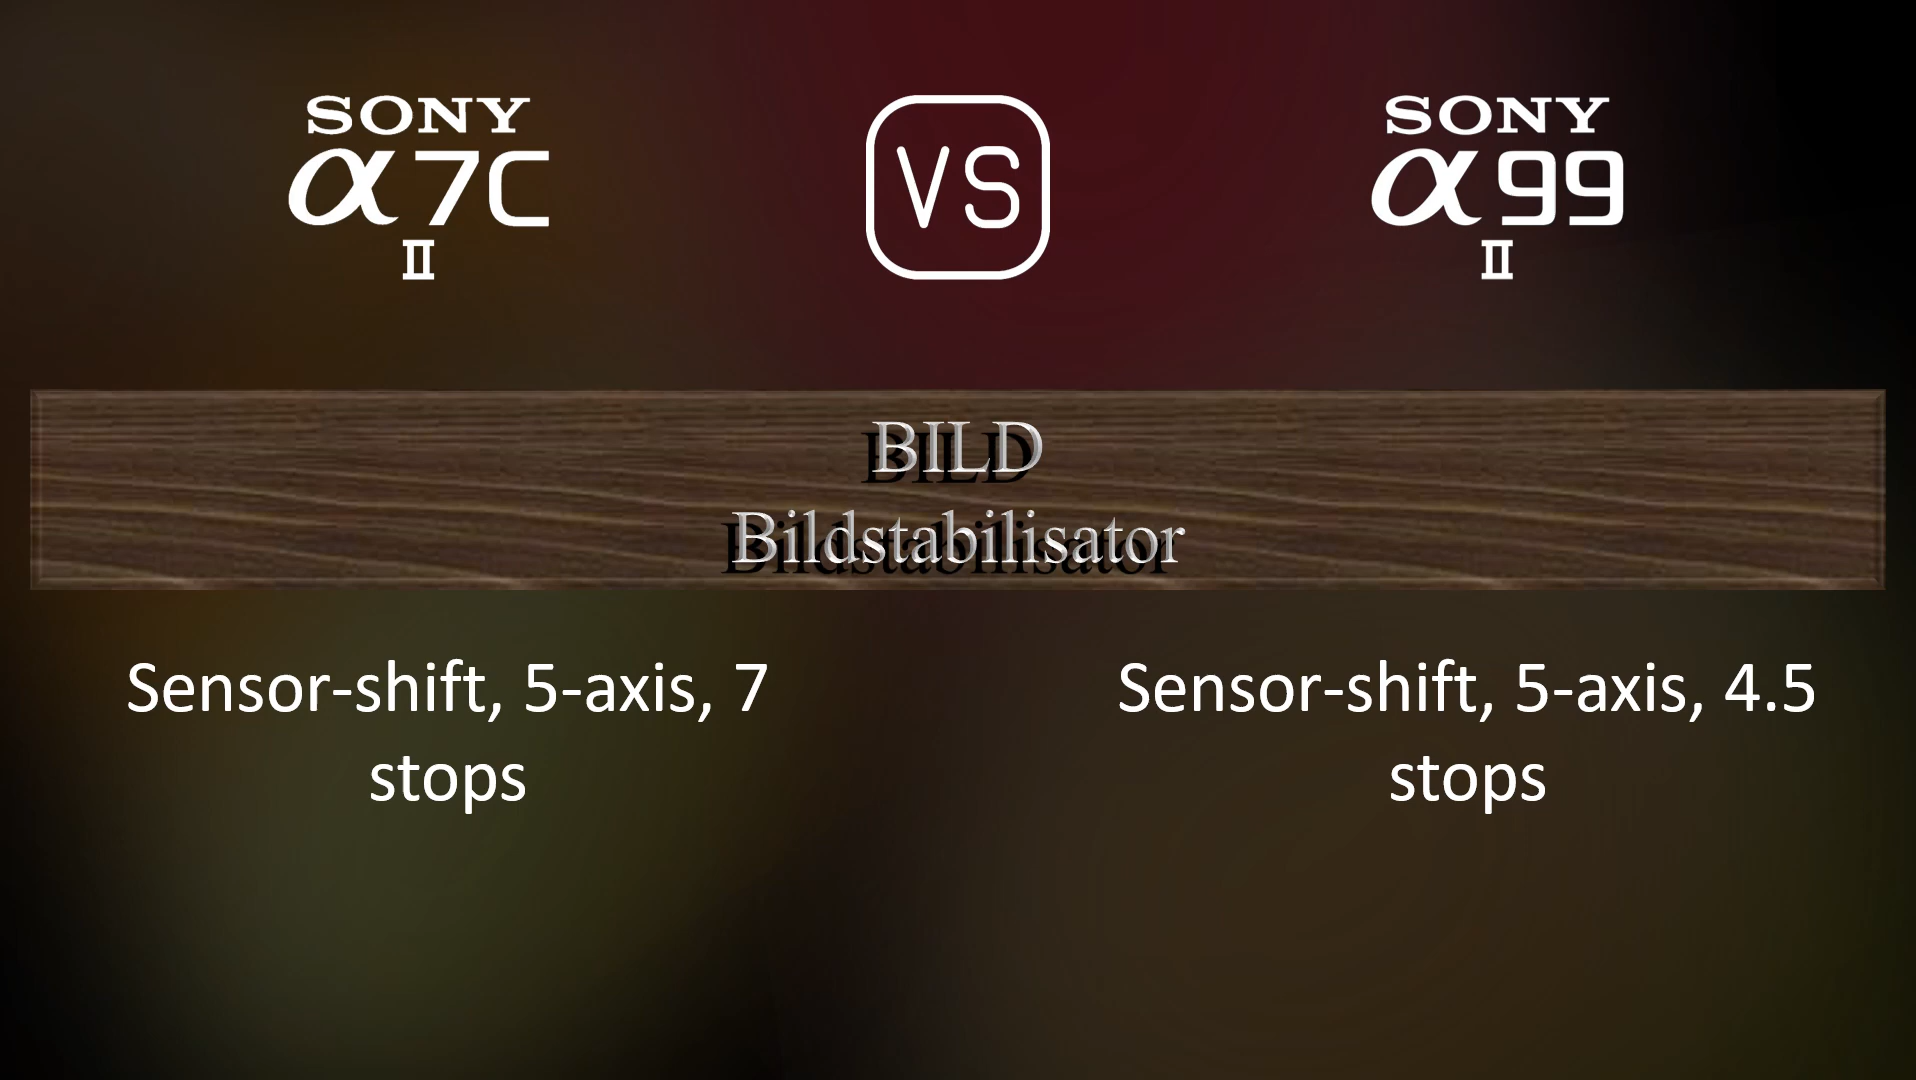 SONY
α7C
II
VS
SONY
α99
II
BILD
Bildstabilisator
Sensor-shift, 5-axis, 7
stops
Sensor-shift, 5-axis, 4.5
stops